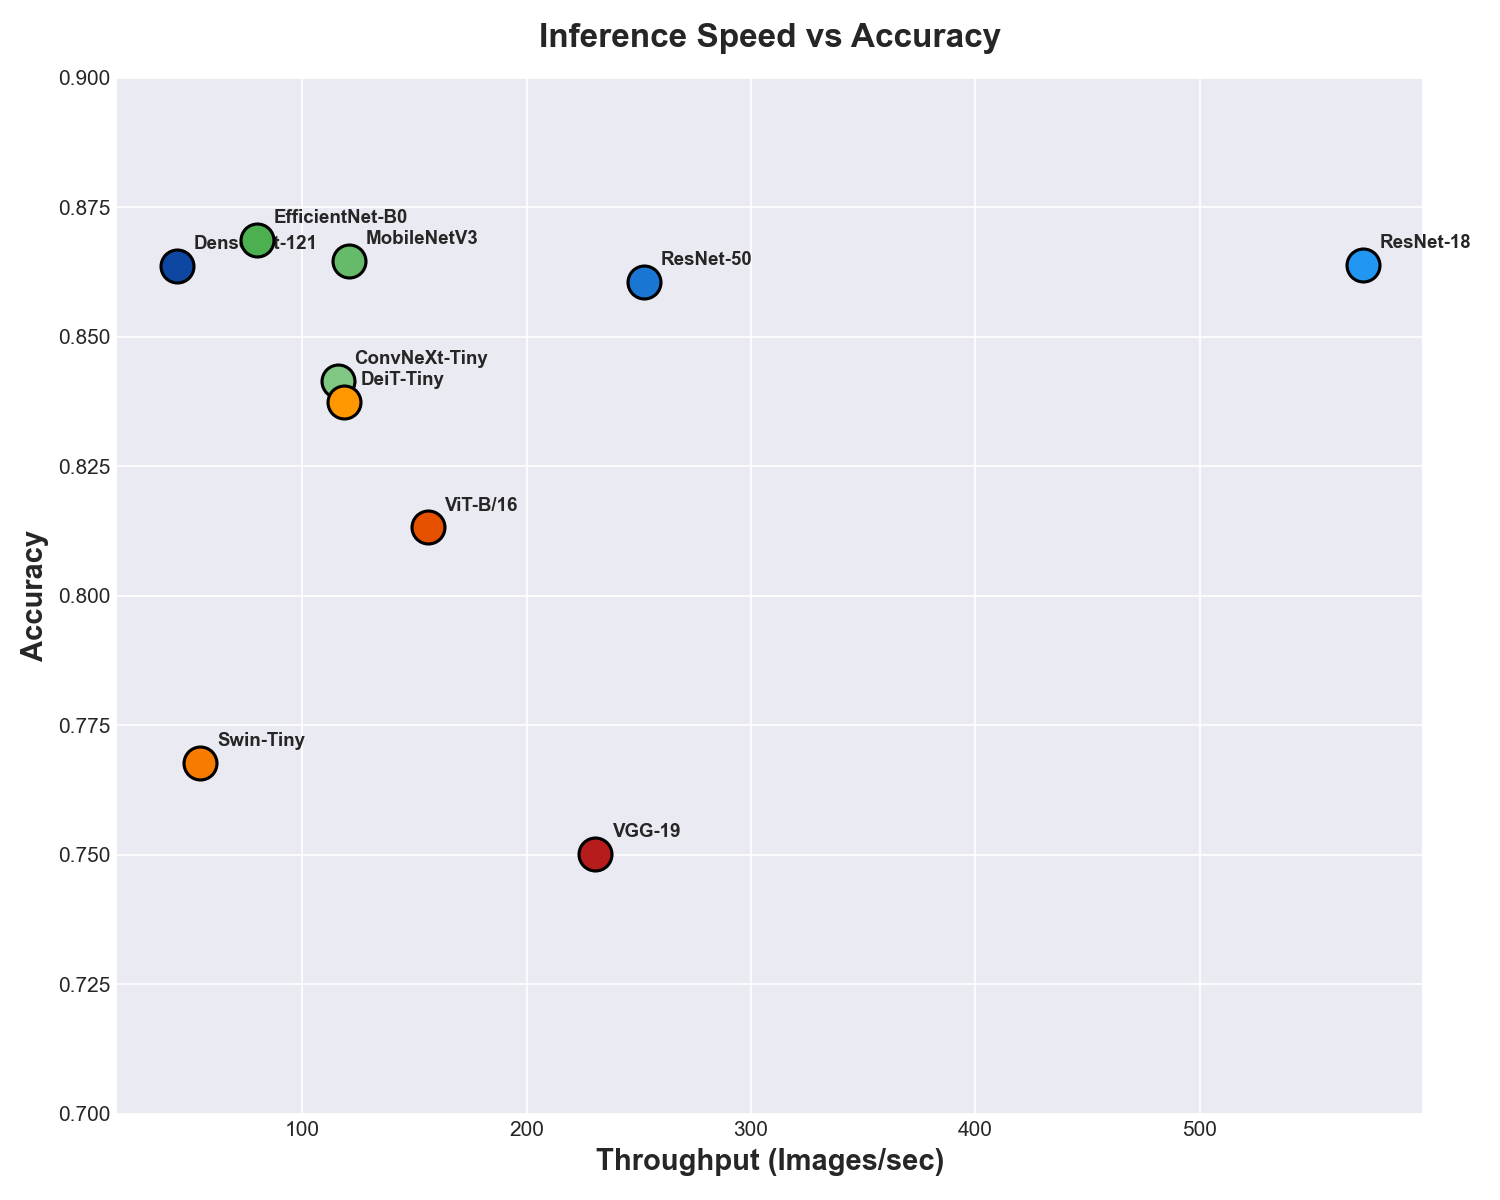 Inference Speed vs Accuracy
0.900
0.875
0.850
0.825
0.800
0.775
0.750
0.725
0.700
Accuracy
EfficientNet-B0
MobileNetV3
ResNet-18
ResNet-50
ConvNeXt-Tiny
DeiT-Tiny
ViT-B/16
Swin-Tiny
VGG-19
100
200
300
400
500
Throughput (Images/sec)